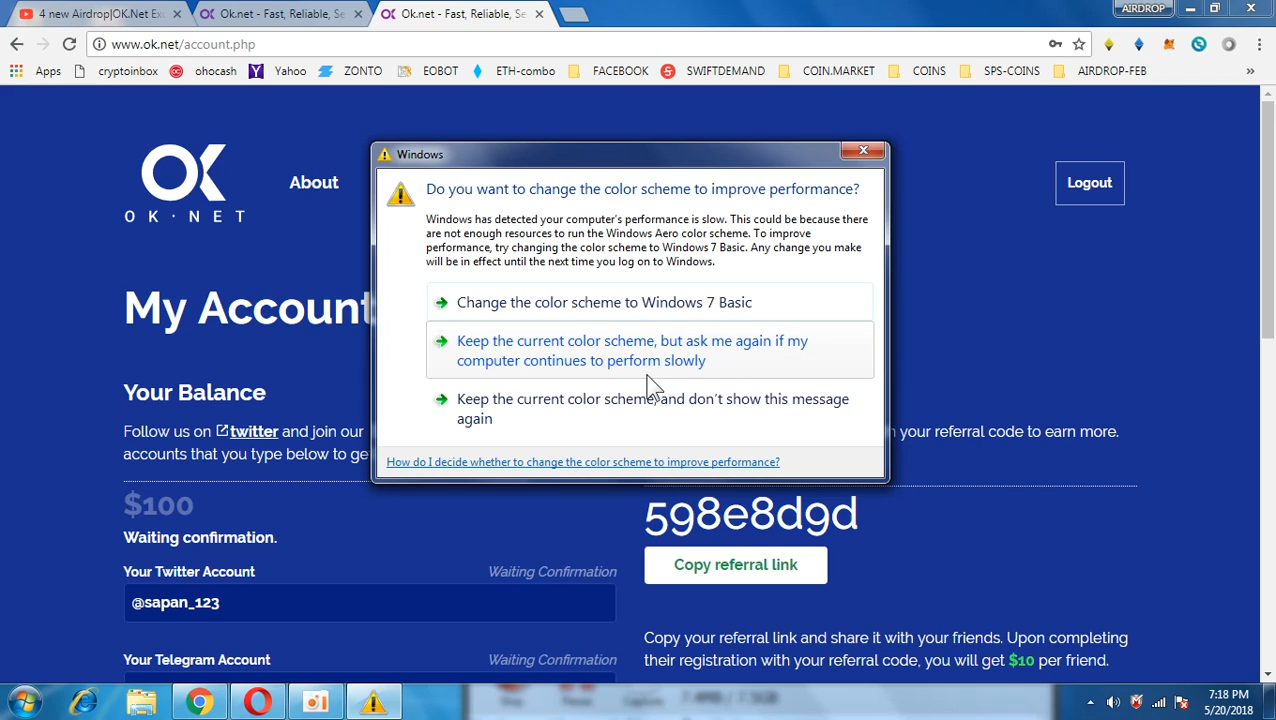 4 new Airdrop|OK.Net Exc
Ok.net - Fast, Reliable, Se
Ok.net - Fast, Reliable, Se
AIRDROP
www.ok.net/account.php
Apps
cryptoinbox
ohocash
Yahoo
ZONTO
EOBOT
ETH-combo
FACEBOOK
SWIFTDEMAND
COIN.MARKET
COINS
SPS-COINS
AIRDROP-FEB
OK
OK·NET
About
Logout
Windows
Do you want to change the color scheme to improve performance?
Windows has detected your computer's performance is slow. This could be because there
are not enough resources to run the Windows Aero color scheme. To improve
performance, try changing the color scheme to Windows 7 Basic. Any change you make
will be in effect until the next time you log on to Windows.
Change the color scheme to Windows 7 Basic
Keep the current color scheme, but ask me again if my
computer continues to perform slowly
Keep the current color scheme, and don't show this message
again
How do I decide whether to change the color scheme to improve performance?
My Account
Your Balance
Follow us on twitter and join our
your referral code to earn more.
accounts that you type below to ge
$100
Waiting confirmation.
Your Twitter Account
Waiting Confirmation
@sapan_123
Your Telegram Account
Waiting Confirmation
598e8d9d
Copy referral link
Copy your referral link and share it with your friends. Upon completing
their registration with your referral code, you will get $10 per friend.
7:18 PM
5/20/2018